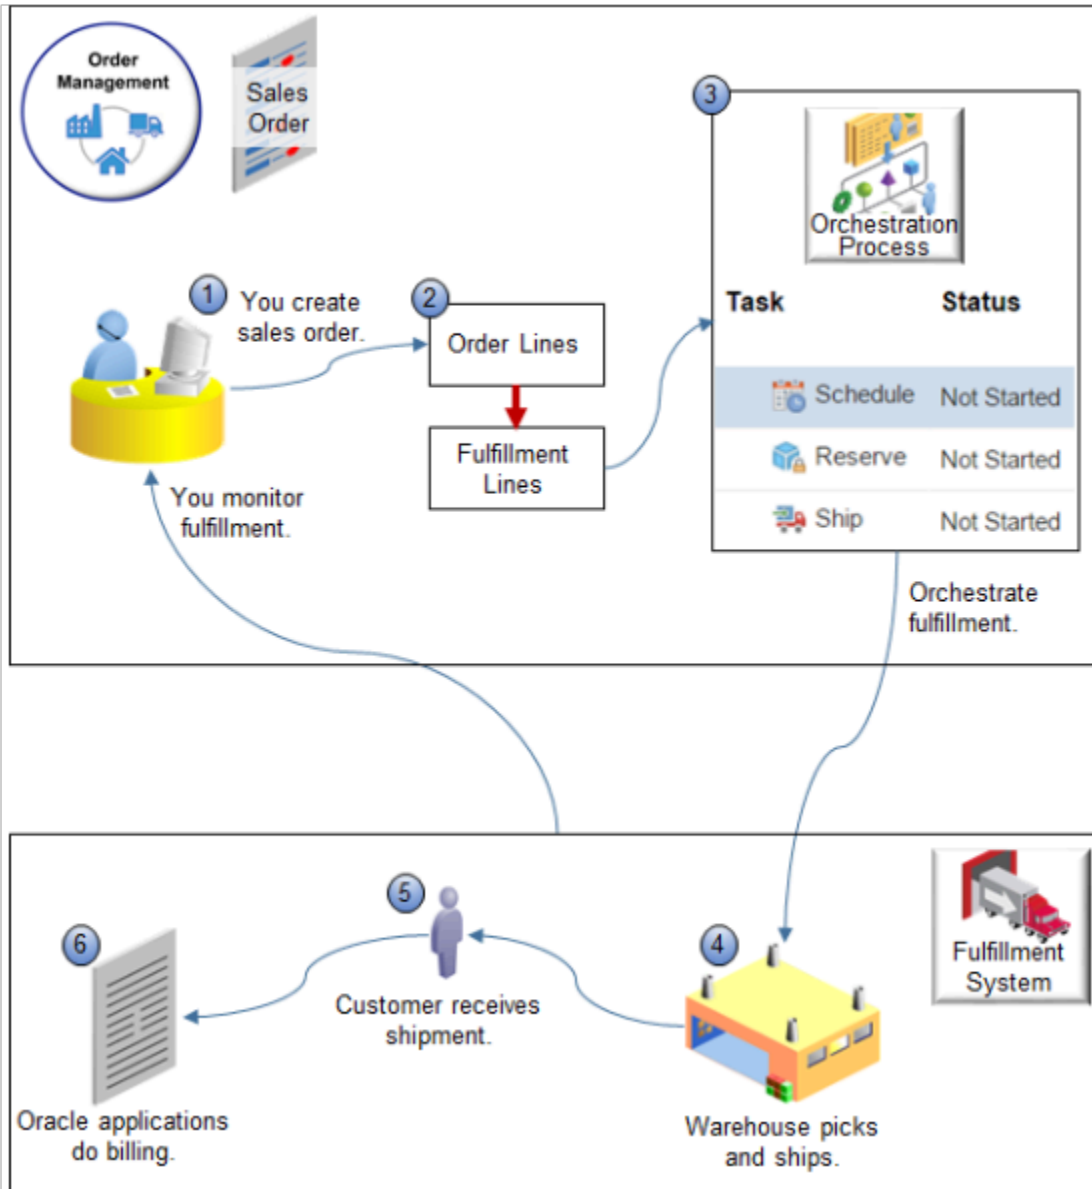 Order
Management
Sales
Order
1
You create
sales order.
2
Order Lines
Fulfillment
Lines
3
Orchestration
Process
Task Status
Schedule Not Started
Reserve Not Started
Ship Not Started
You monitor
fulfillment.
Orchestrate
fulfillment.
Fulfillment
System
4
Warehouse picks
and ships.
5
Customer receives
shipment.
6
Oracle applications
do billing.